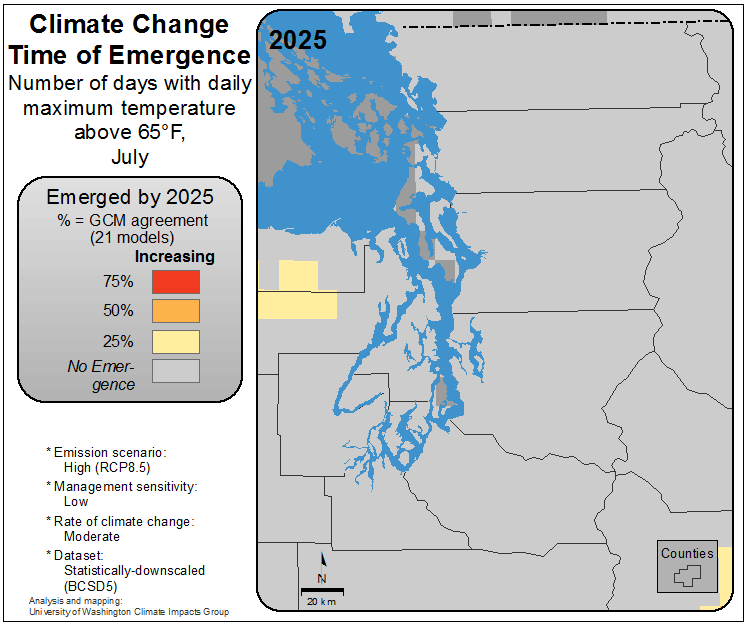 Climate Change
Time of Emergence
Number of days with daily
maximum temperature
above 65°F,
July
Emerged by 2025
% = GCM agreement
(21 models)
Increasing
75%
50%
25%
No Emer-
gence
* Emission scenario:
High (RCP8.5)
* Management sensitivity:
Low
* Rate of climate change:
Moderate
* Dataset:
Statistically-downscaled
(BCSD5)
Analysis and mapping:
University of Washington Climate Impacts Group
2025
N
20 km
Counties